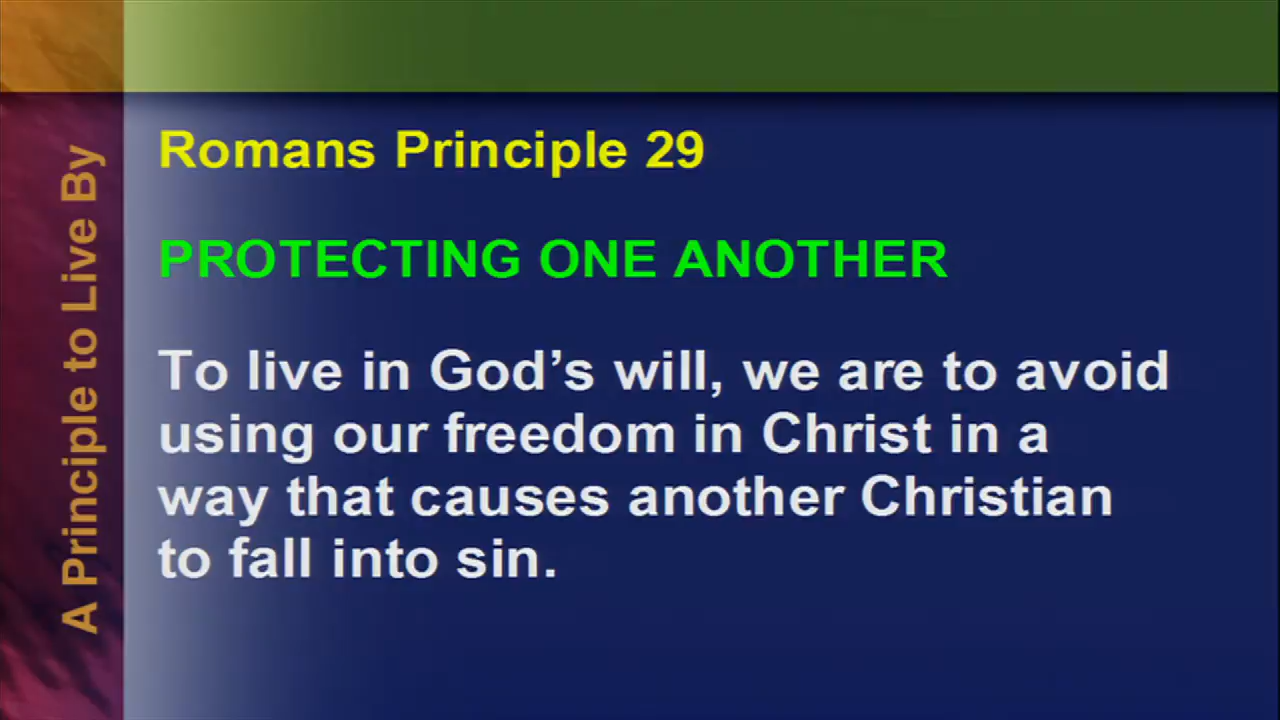 A Principle to Live By
Romans Principle 29
PROTECTING ONE ANOTHER
To live in God’s will, we are to avoid
using our freedom in Christ in a
way that causes another Christian
to fall into sin.